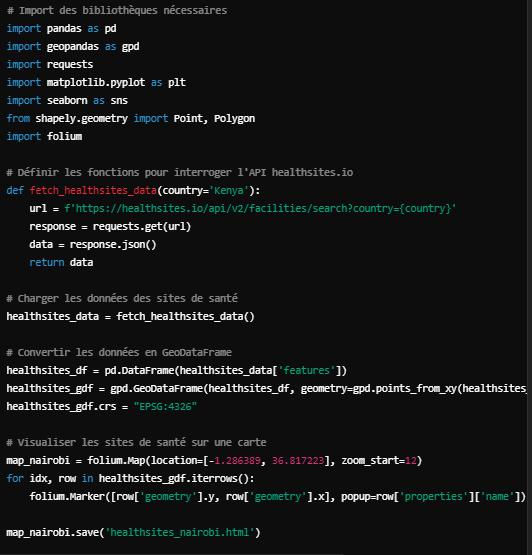 # Import des bibliothèques nécessaires
import pandas as pd
import geopandas as gpd
import requests
import matplotlib.pyplot as plt
import seaborn as sns
from shapely.geometry import Point, Polygon
import folium
# Définir les fonctions pour interroger l'API healthsites.io
def fetch_healthsites_data(country='Kenya'):
    url = f'https://healthsites.io/api/v2/facilities/search?country={country}'
    response = requests.get(url)
    data = response.json()
    return data
# Charger les données des sites de santé
healthsites_data = fetch_healthsites_data()
# Convertir les données en GeoDataFrame
healthsites_df = pd.DataFrame(healthsites_data['features'])
healthsites_gdf = gpd.GeoDataFrame(healthsites_df, geometry=gpd.points_from_xy(healthsites_
healthsites_gdf.crs = "EPSG:4326"
# Visualiser les sites de santé sur une carte
map_nairobi = folium.Map(location=[-1.286389, 36.817223], zoom_start=12)
for idx, row in healthsites_gdf.iterrows():
    folium.Marker([row['geometry'].y, row['geometry'].x], popup=row['properties']['name'])
map_nairobi.save('healthsites_nairobi.html')